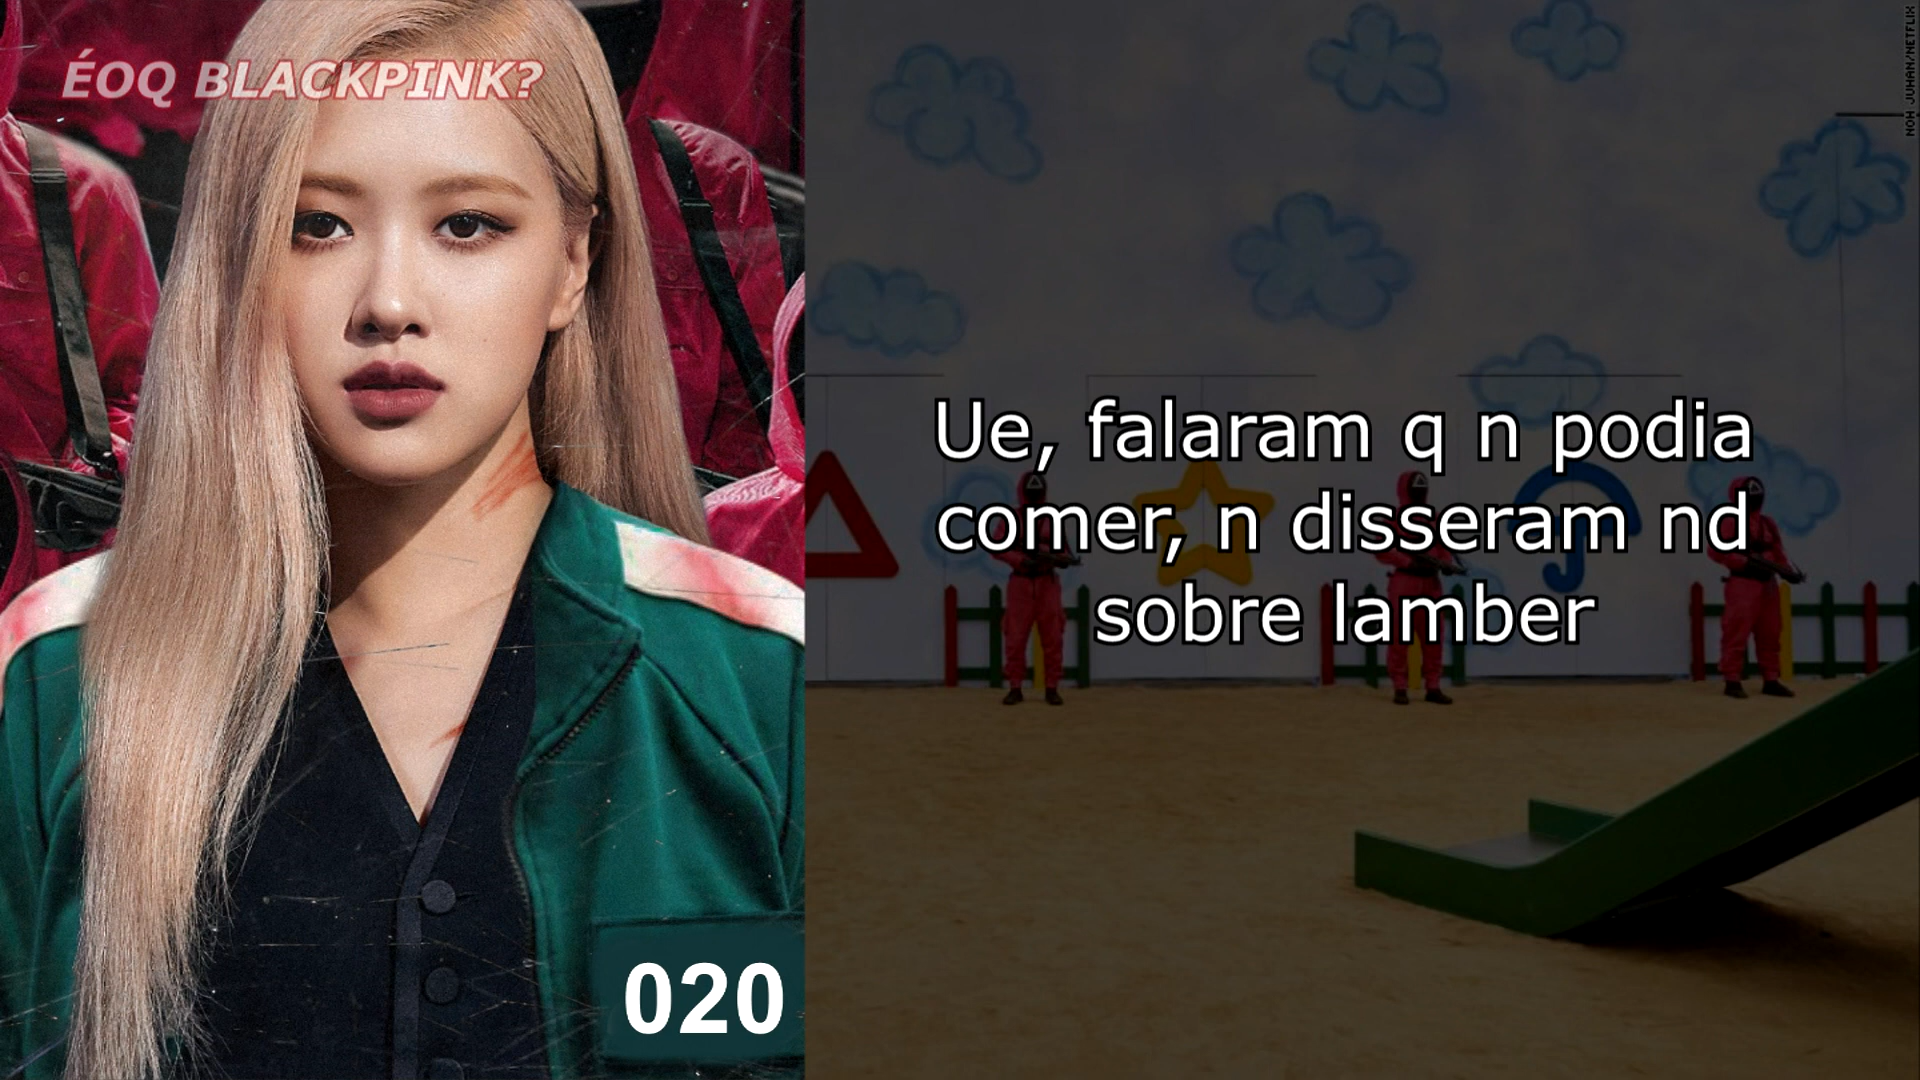 ÉOQ BLACKPINK?
NOH JUHAN/NETFLIX
Ue, falaram q n podia
comer, n disseram nd
sobre lamber
020